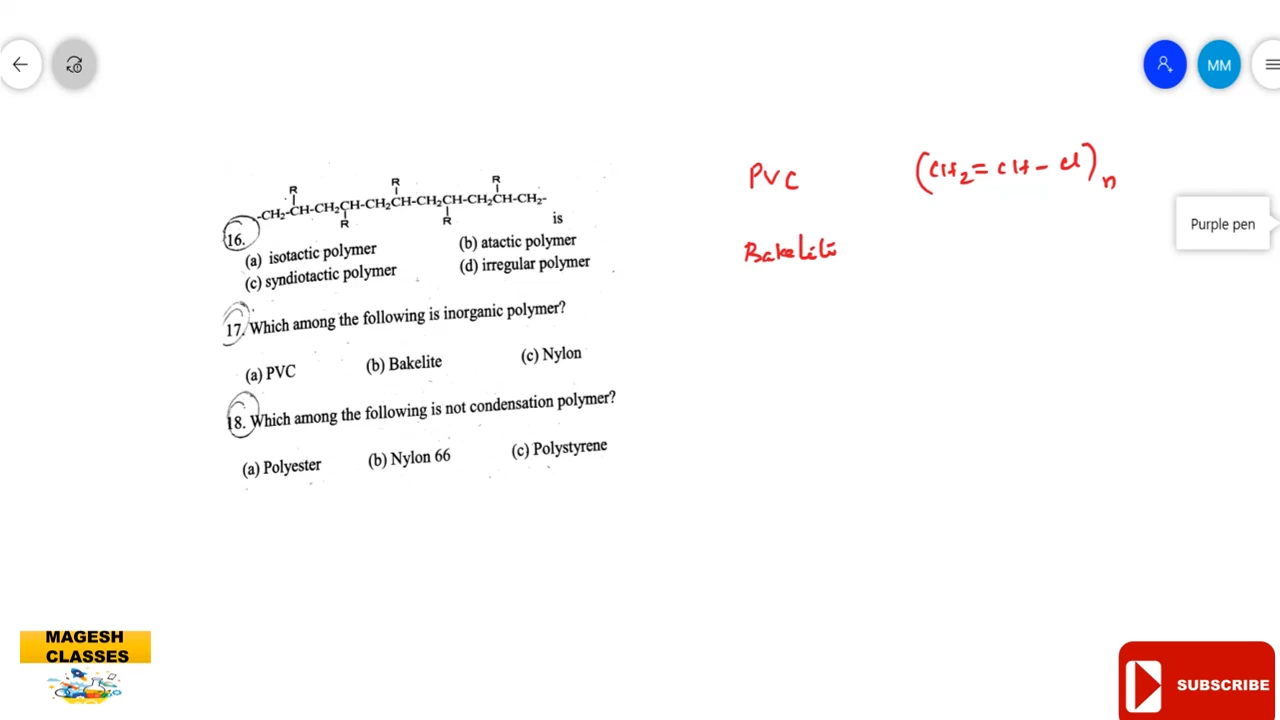 MM
R R R
-CH₂-CH-CH₂CH-CH₂CH-CH₂CH-CH₂CH-CH₂-
R R
16. is
(a) isotactic polymer (b) atactic polymer
(c) syndiotactic polymer (d) irregular polymer
17. Which among the following is inorganic polymer?
(a) PVC (b) Bakelite (c) Nylon
18. Which among the following is not condensation polymer?
(a) Polyester (b) Nylon 66 (c) Polystyrene
PVC (CH₂=CH-Cl)n
Bakelite
Purple pen
MAGESH
CLASSES
SUBSCRIBE